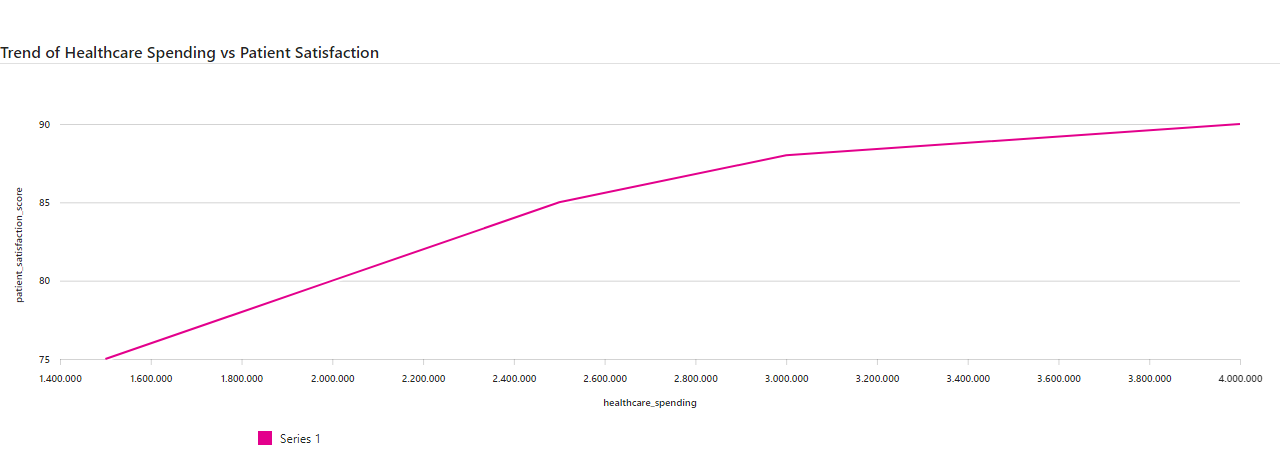 Trend of Healthcare Spending vs Patient Satisfaction
90
85
80
75
patient_satisfaction_score
1.400.000 1.600.000 1.800.000 2.000.000 2.200.000 2.400.000 2.600.000 2.800.000 3.000.000 3.200.000 3.400.000 3.600.000 3.800.000 4.000.000
healthcare_spending
Series 1